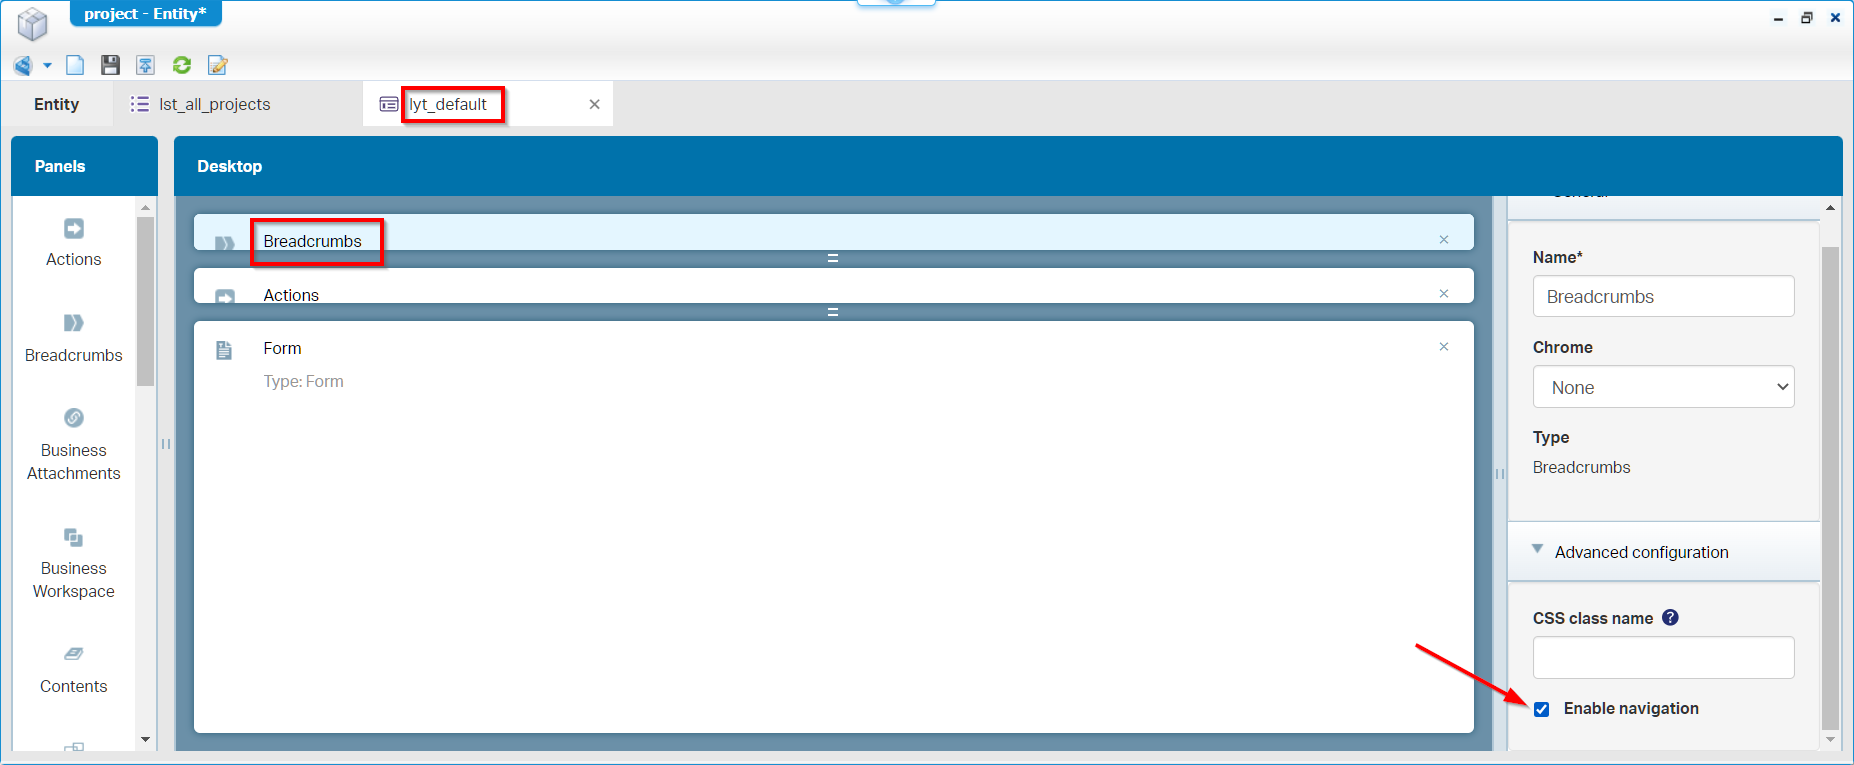 project - Entity*
Entity
lst_all_projects
lyt_default
Panels
Desktop
Actions
Breadcrumbs
Business
Attachments
Business
Workspace
Contents
Breadcrumbs
Actions
Form
Type: Form
General
Name*
Breadcrumbs
Chrome
None
Type
Breadcrumbs
Advanced configuration
CSS class name ?
Enable navigation